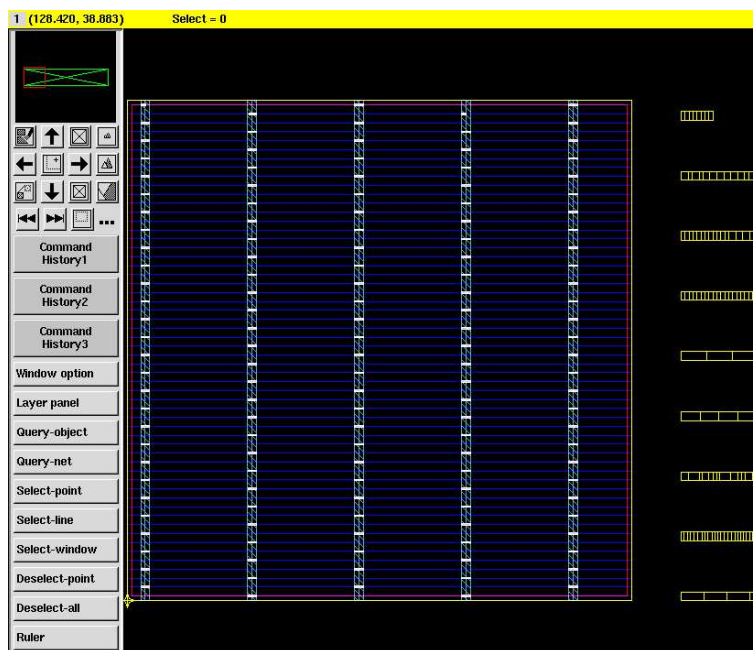 1 (128.420, 38.883) Select = 0
...
Command
History1
Command
History2
Command
History3
Window option
Layer panel
Query-object
Query-net
Select-point
Select-line
Select-window
Deselect-point
Deselect-all
Ruler